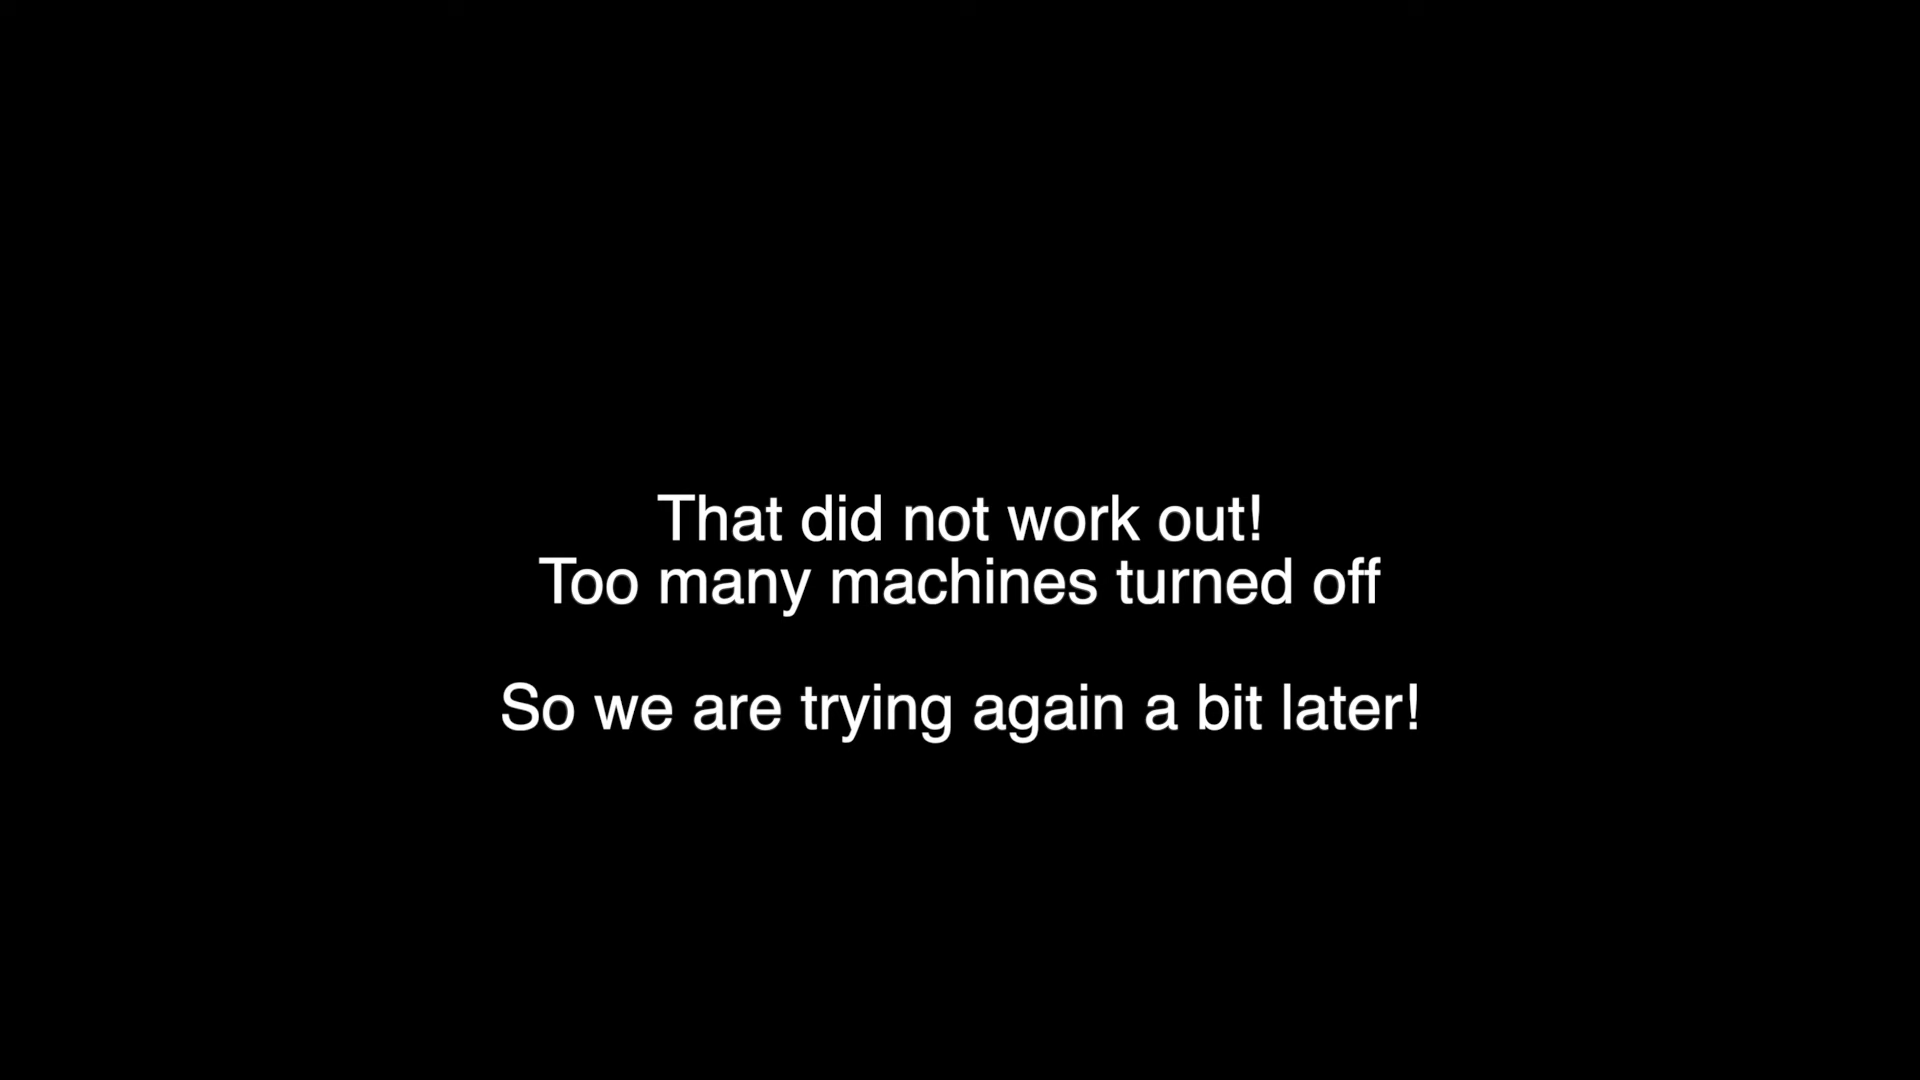 That did not work out!
Too many machines turned off
So we are trying again a bit later!